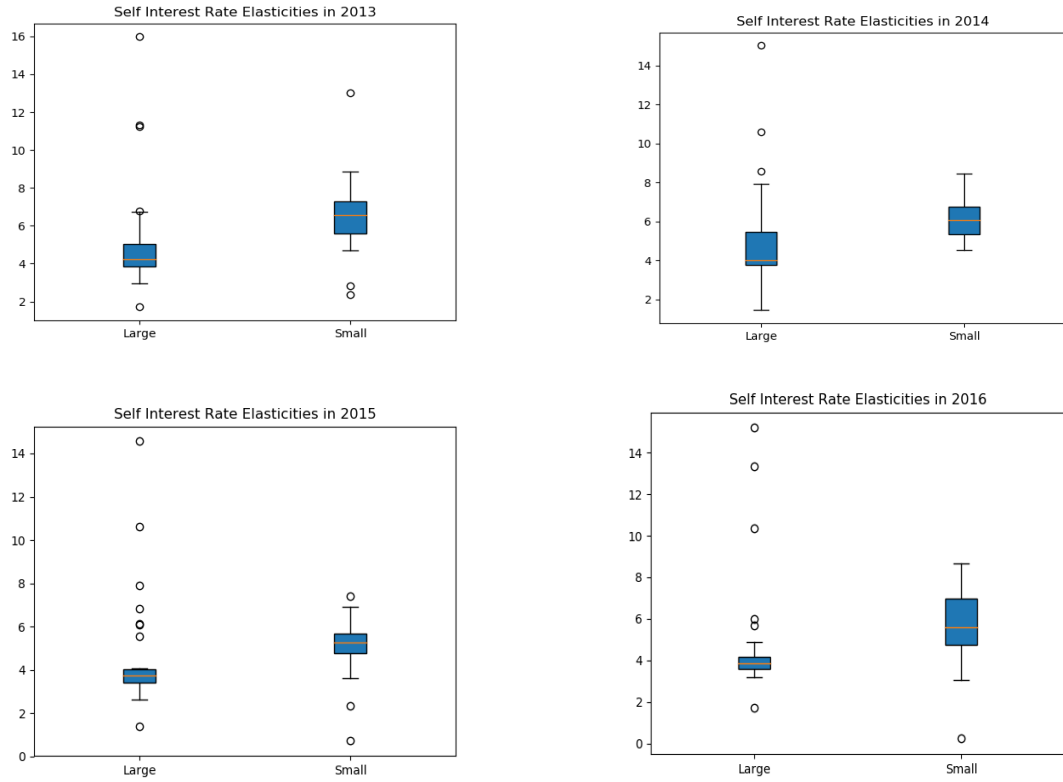 Self Interest Rate Elasticities in 2013
16
14
12
10
8
6
4
2
Large
Small
Self Interest Rate Elasticities in 2014
14
12
10
8
6
4
2
Large
Small
Self Interest Rate Elasticities in 2015
14
12
10
8
6
4
2
0
Large
Small
Self Interest Rate Elasticities in 2016
14
12
10
8
6
4
2
0
Large
Small